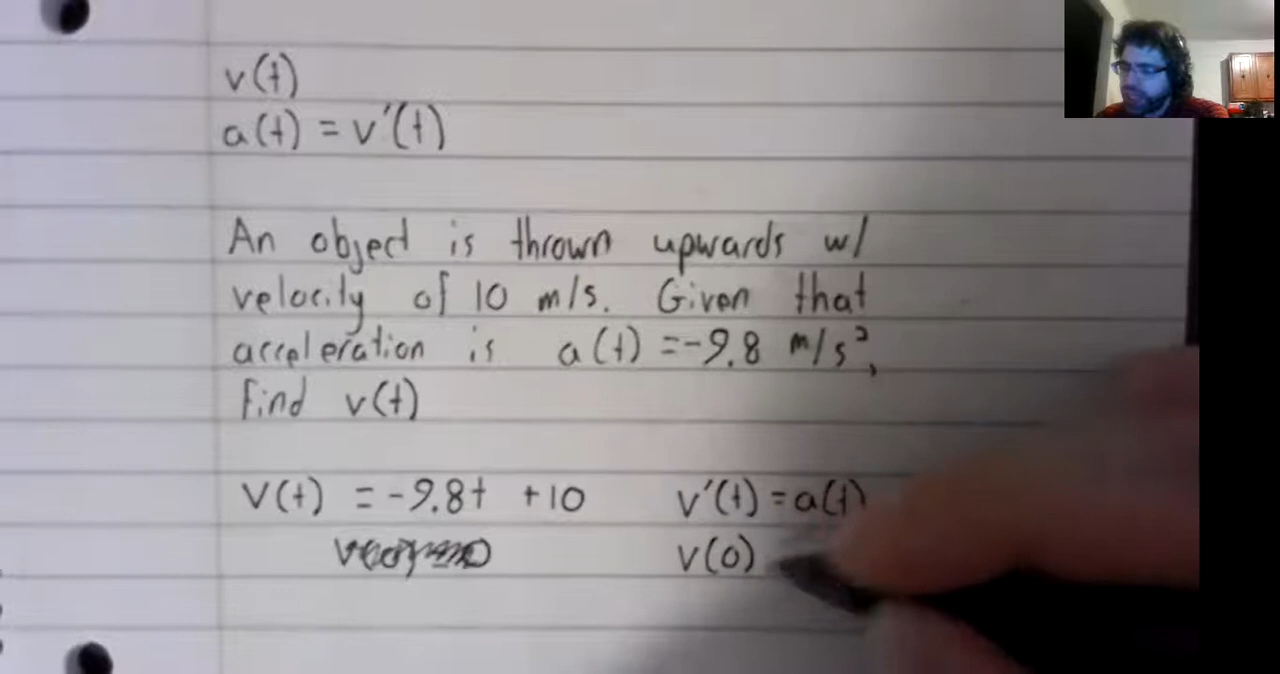 v(t)
a(t) = v'(t)
An object is thrown upwards w/
velocity of 10 m/s. Given that
acceleration is a(t) = -9.8 m/s²,
Find v(t)
v(t) = -9.8t +10 v'(t) = a(t)
v(0)